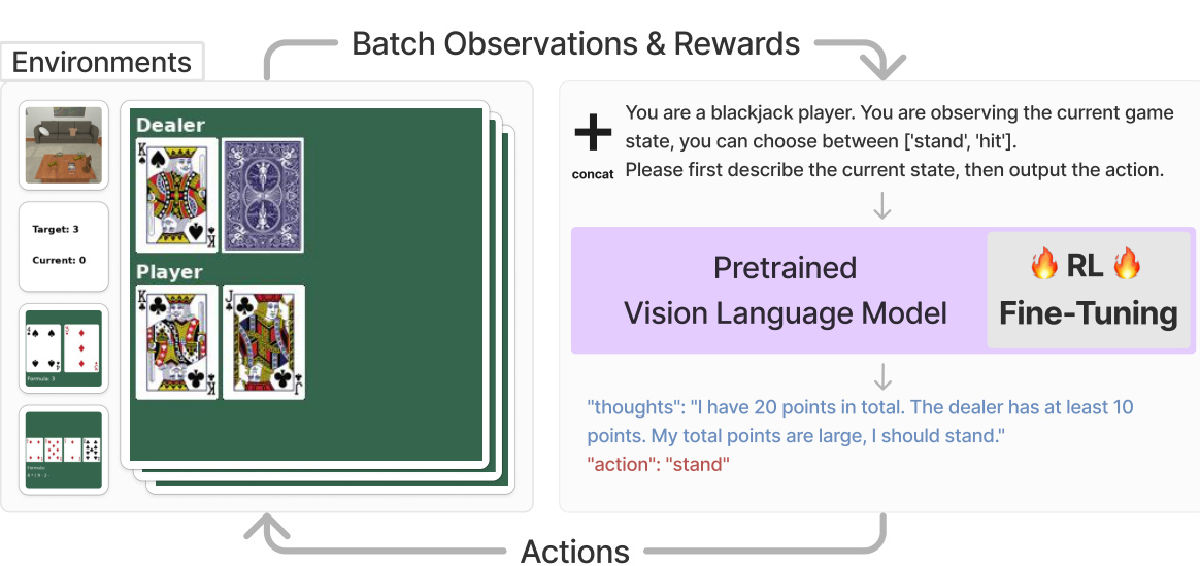 Batch Observations & Rewards
Environments
Target: 3
Current: 0
Formula: 3
Formula:
Dealer
K
K
Player
K
K
J
J
concat
You are a blackjack player. You are observing the current game
state, you can choose between ['stand', 'hit'].
Please first describe the current state, then output the action.
Pretrained
Vision Language Model
RL
Fine-Tuning
"thoughts": "I have 20 points in total. The dealer has at least 10
points. My total points are large, I should stand."
"action": "stand"
Actions